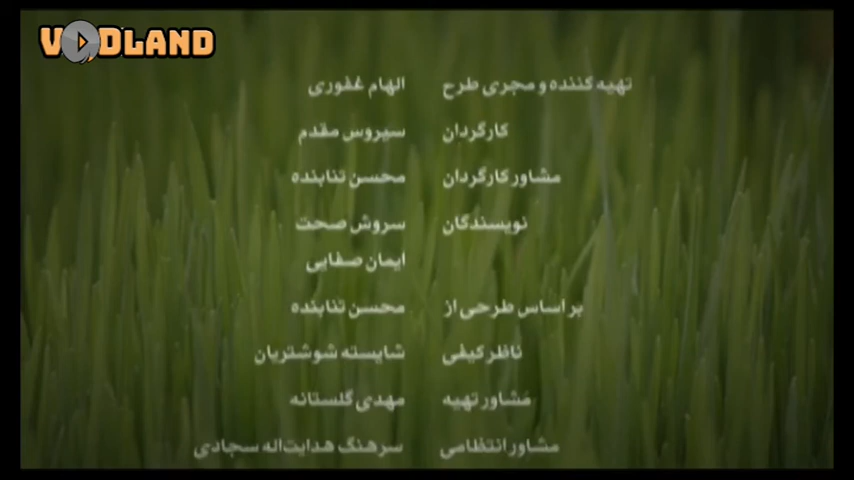 VODLAND
تهیه کننده و مجری طرح الهام غفوری
کارگردان سیروس مقدم
مشاور کارگردان محسن تنابنده
نویسندگان سروش صحت
ایمان صفایی
بر اساس طرحی از محسن تنابنده
ناظر کیفی شایسته شوشتریان
مشاور تهیه مهدی گلستانه
مشاور انتظامی سرهنگ هدایت‌اله سجادی